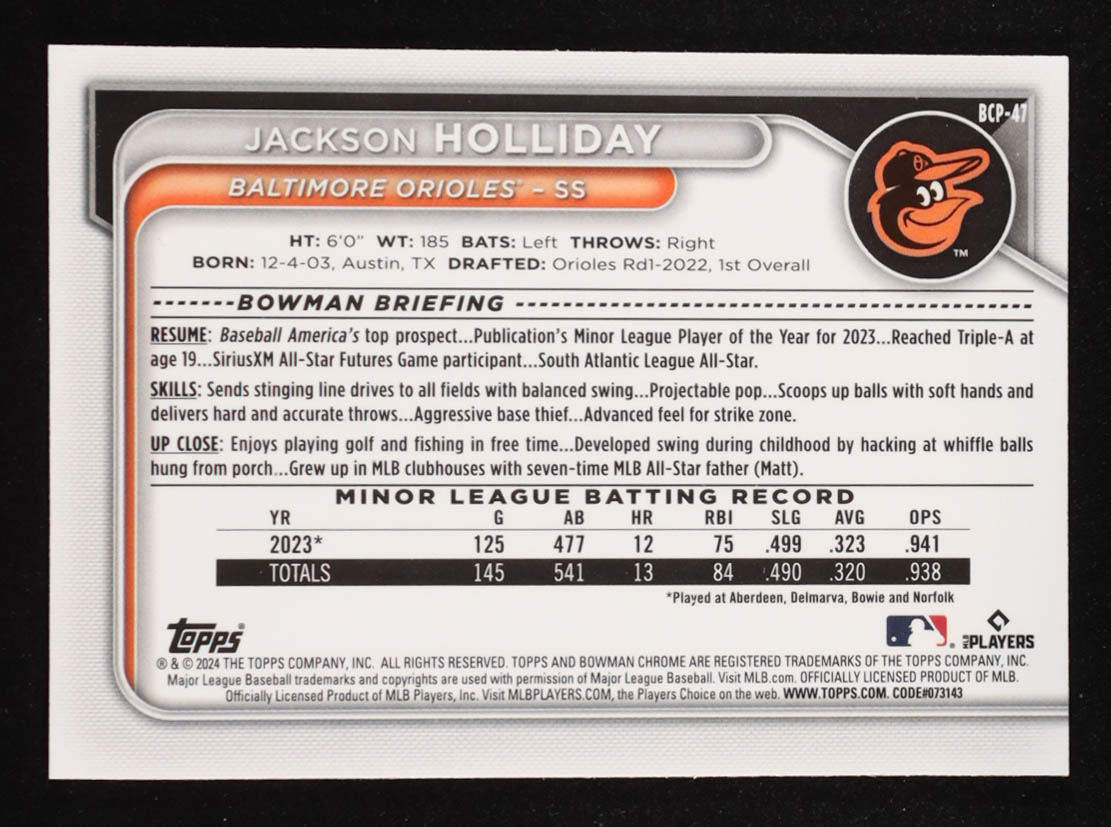 BCP-47
JACKSON HOLLIDAY
BALTIMORE ORIOLES® – SS
HT: 6'0" WT: 185 BATS: Left THROWS: Right
BORN: 12-4-03, Austin, TX DRAFTED: Orioles Rd1-2022, 1st Overall
TM
BOWMAN BRIEFING
RESUME: Baseball America's top prospect...Publication's Minor League Player of the Year for 2023...Reached Triple-A at
age 19...SiriusXM All-Star Futures Game participant...South Atlantic League All-Star.
SKILLS: Sends stinging line drives to all fields with balanced swing...Projectable pop...Scoops up balls with soft hands and
delivers hard and accurate throws...Aggressive base thief...Advanced feel for strike zone.
UP CLOSE: Enjoys playing golf and fishing in free time...Developed swing during childhood by hacking at whiffle balls
hung from porch...Grew up in MLB clubhouses with seven-time MLB All-Star father (Matt).
MINOR LEAGUE BATTING RECORD
YR G AB HR RBI SLG AVG OPS
2023* 125 477 12 75 .499 .323 .941
TOTALS 145 541 13 84 .490 .320 .938
*Played at Aberdeen, Delmarva, Bowie and Norfolk
Topps®
MLB PLAYERS
® & © 2024 THE TOPPS COMPANY, INC. ALL RIGHTS RESERVED. TOPPS AND BOWMAN CHROME ARE REGISTERED TRADEMARKS OF THE TOPPS COMPANY, INC.
Major League Baseball trademarks and copyrights are used with permission of Major League Baseball. Visit MLB.com. OFFICIALLY LICENSED PRODUCT OF MLB.
Officially Licensed Product of MLB Players, Inc. Visit MLBPLAYERS.COM, the Players Choice on the web. WWW.TOPPS.COM. CODE#073143